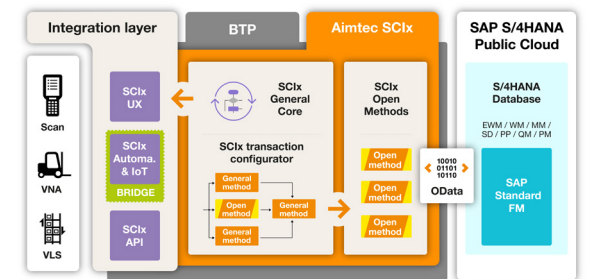 Integration layer
BTP
Aimtec SCIx
SAP S/4HANA
Public Cloud
Scan
VNA
VLS
SCIx
UX
SCIx
Automa.
& IoT
BRIDGE
SCIx
API
SCIx
General
Core
SCIx transaction
configurator
General
method
Open
method
General
method
General
method
SCIx
Open
Methods
Open
method
Open
method
Open
method
10010
01101
10110
OData
S/4HANA
Database
EWM / WM / MM /
SD / PP / QM / PM
SAP
Standard
FM